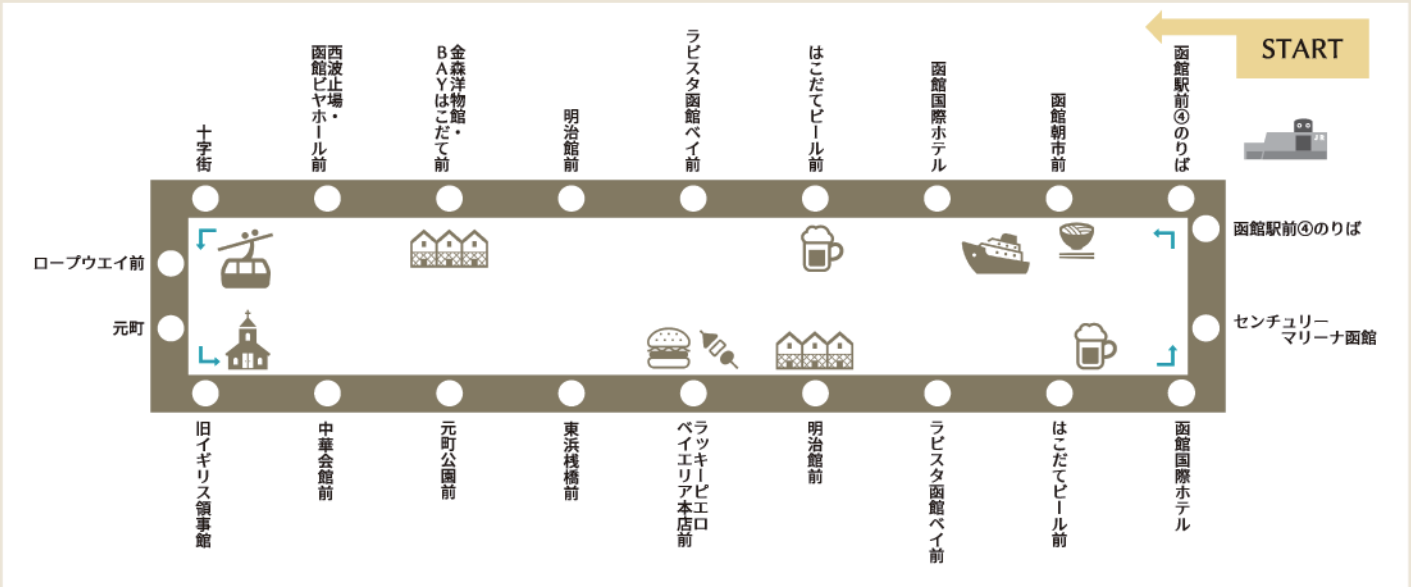 START
函館駅前④のりば
函館朝市前
函館国際ホテル
はこだてビール前
ラビスタ函館ベイ前
明治館前
金森洋物館・
BAYはこだて前
西波止場・
函館ビヤホール前
十字街
ロープウエイ前
元町
旧イギリス領事館
中華会館前
元町公園前
東浜桟橋前
ラッキーピエロ
ベイエリア本店前
明治館前
ラビスタ函館ベイ前
はこだてビール前
函館国際ホテル
センチュリー
マリーナ函館
函館駅前④のりば
JR